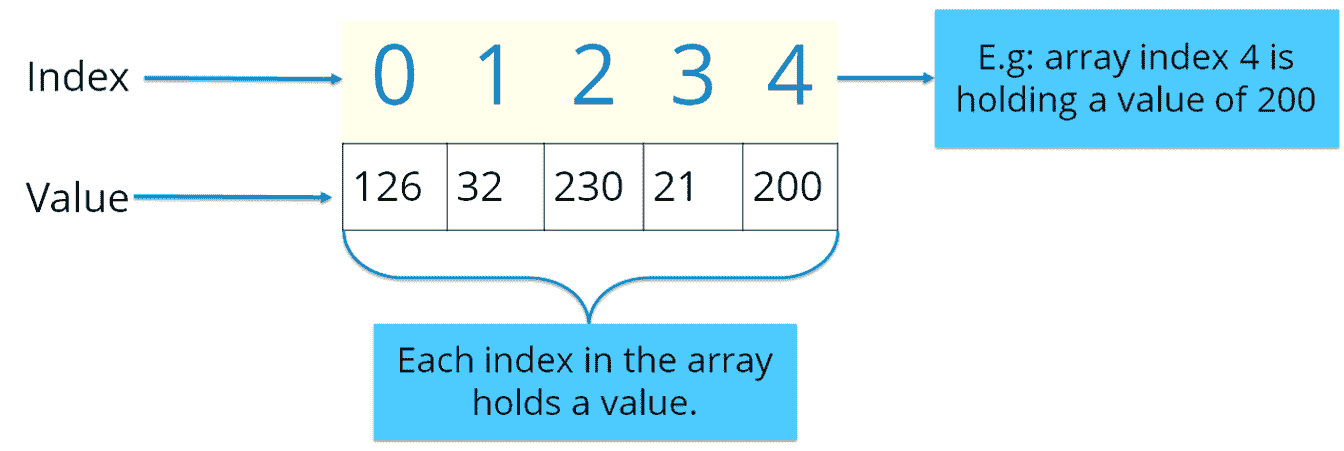 Index 0 1 2 3 4
E.g: array index 4 is
holding a value of 200
Value 126 32 230 21 200
Each index in the array
holds a value.